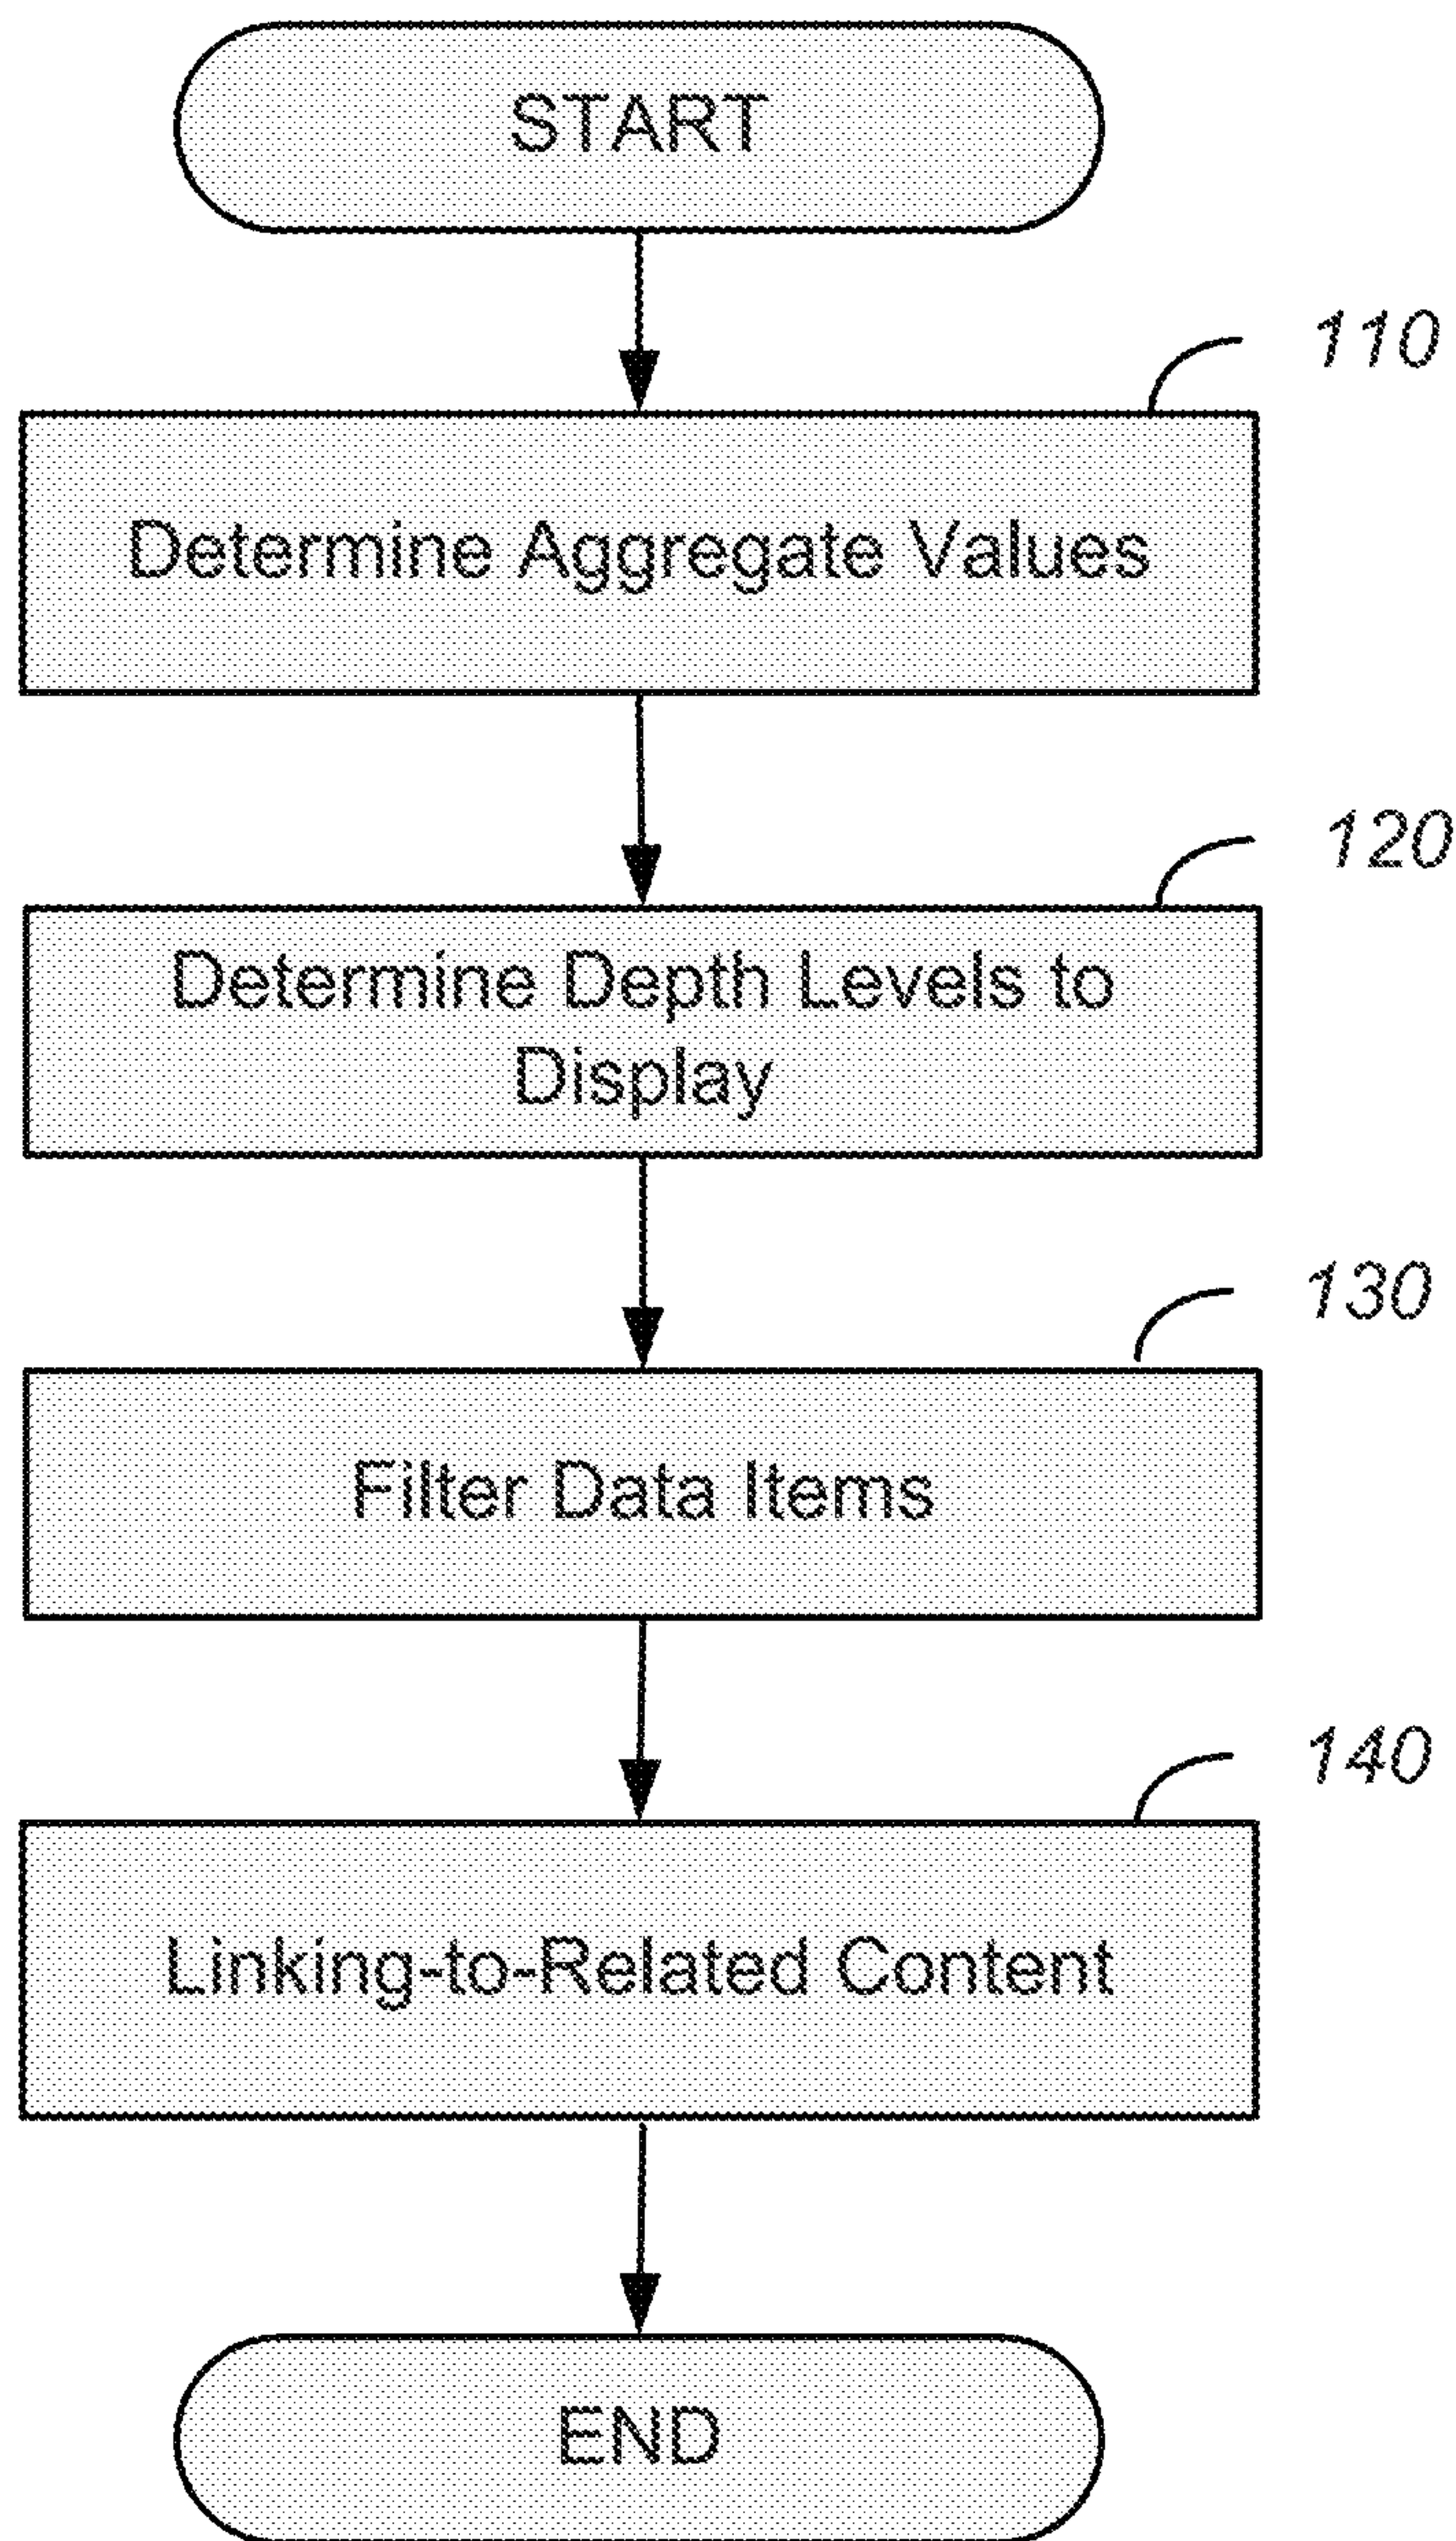 START
110
Determine Aggregate Values
120
Determine Depth Levels to
Display
130
Filter Data Items
140
Linking-to-Related Content
END